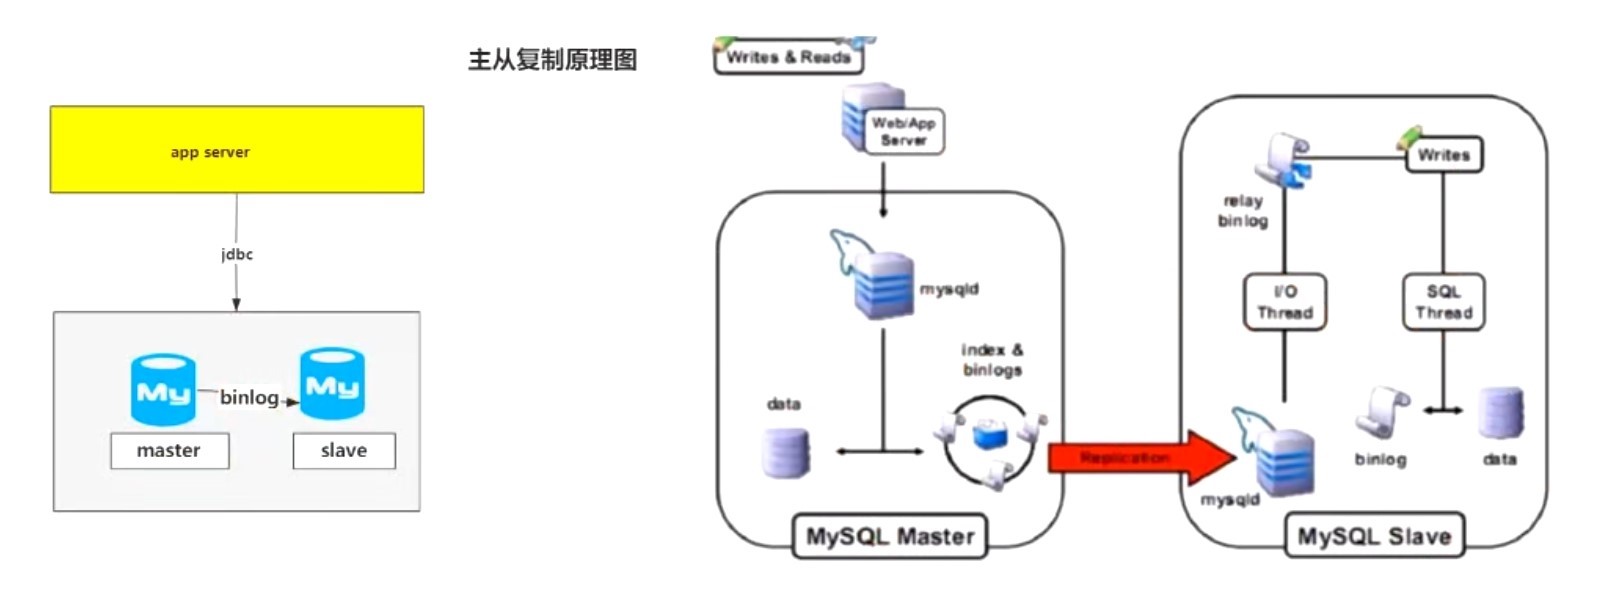 主从复制原理图
app server
jdbc
My
My
binlog
master
slave
Writes & Reads
Web/App
Server
mysqld
index &
binlogs
data
MySQL Master
Replication
relay
binlog
Writes
I/O
Thread
SQL
Thread
mysqld
binlog
data
MySQL Slave